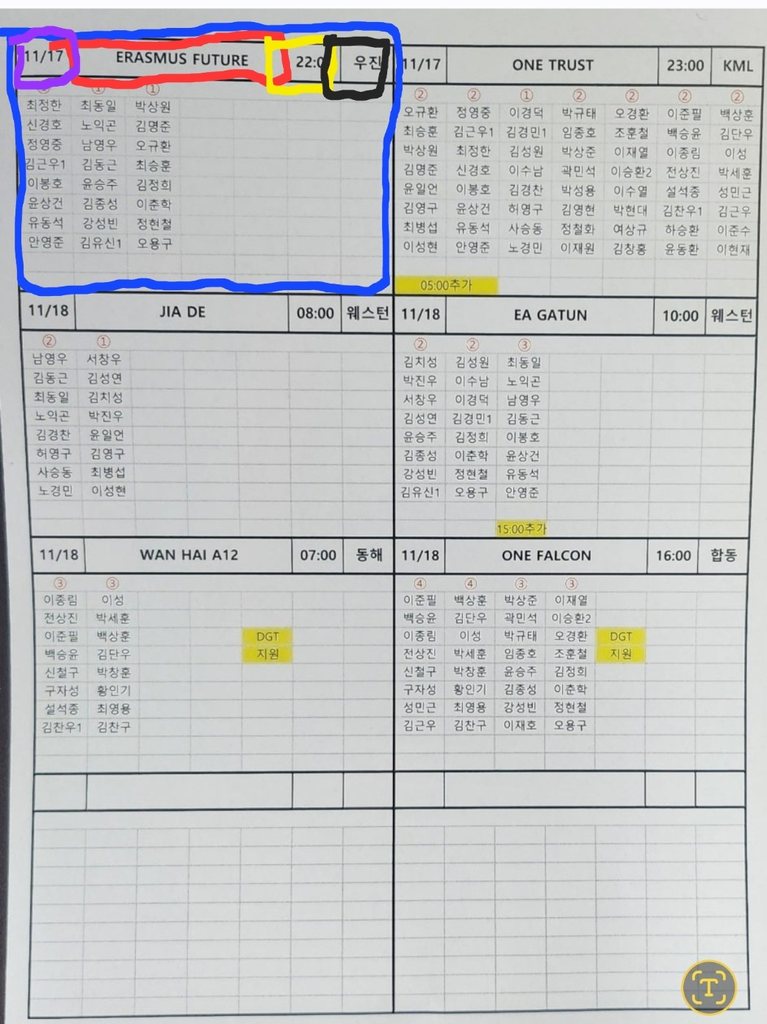 11/17 ERASMUS FUTURE 22:00 우진
① ①
최정한 최동일 박상원
신경호 노익곤 김명준
정영중 남영우 오규환
김근우1 김동근 최승훈
이봉호 윤승주 김정희
윤상건 김종성 이춘학
유동석 강성빈 정현철
안영준 김유신1 오용구
11/17 ONE TRUST 23:00 KML
② ② ① ② ② ② ②
오규환 정영중 이경덕 박규태 오경환 이준필 백상훈
최승훈 김근우1 김경민1 임종호 조훈철 백승윤 김단우
박상원 최정한 김성원 박상준 이재열 이종림 이성
김명준 신경호 이수남 곽민석 이승환2 전상진 박세훈
윤일언 이봉호 김경찬 박성용 이수열 설석종 성민근
김영구 윤상건 허영구 김영현 박현대 김찬우1 김근우
최병섭 유동석 사승동 정철화 여상규 하승환 이준수
이성현 안영준 노경민 이재원 김창홍 윤동환 이현재
05:00추가
11/18 JIA DE 08:00 웨스턴
② ①
남영우 서창우
김동근 김성연
최동일 김치성
노익곤 박진우
김경찬 윤일언
허영구 김영구
사승동 최병섭
노경민 이성현
11/18 EA GATUN 10:00 웨스턴
② ② ③
김치성 김성원 최동일
박진우 이수남 노익곤
서창우 이경덕 남영우
김성연 김경민1 김동근
윤승주 김정희 이봉호
김종성 이춘학 윤상건
강성빈 정현철 유동석
김유신1 오용구 안영준
15:00추가
11/18 WAN HAI A12 07:00 동해
③ ③
이종림 이성
전상진 박세훈
이준필 백상훈 DGT
백승윤 김단우 지원
신철구 박창훈
구자성 황인기
설석종 최영용
김찬우1 김찬구
11/18 ONE FALCON 16:00 합동
④ ④ ③ ③
이준필 백상훈 박상준 이재열
백승윤 김단우 곽민석 이승환2
이종림 이성 박규태 오경환 DGT
전상진 박세훈 임종호 조훈철 지원
신철구 박창훈 윤승주 김정희
구자성 황인기 김종성 이춘학
성민근 최영용 강성빈 정현철
김근우 김찬구 이재호 오용구